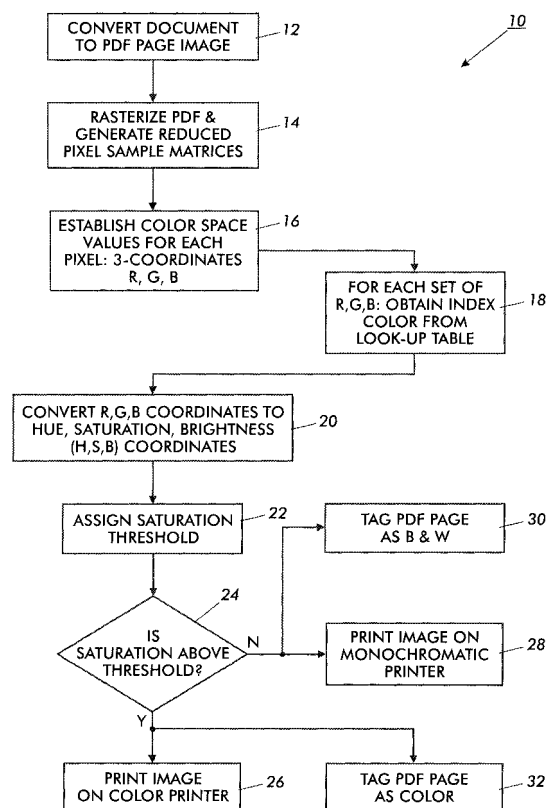 10
CONVERT DOCUMENT
TO PDF PAGE IMAGE
12
RASTERIZE PDF &
GENERATE REDUCED
PIXEL SAMPLE MATRICES
14
ESTABLISH COLOR SPACE
VALUES FOR EACH
PIXEL: 3-COORDINATES
R, G, B
16
FOR EACH SET OF
R,G,B: OBTAIN INDEX
COLOR FROM
LOOK-UP TABLE
18
CONVERT R,G,B COORDINATES TO
HUE, SATURATION, BRIGHTNESS
(H,S,B) COORDINATES
20
ASSIGN SATURATION
THRESHOLD
22
TAG PDF PAGE
AS B & W
30
IS
SATURATION ABOVE
THRESHOLD?
24
N
PRINT IMAGE ON
MONOCHROMATIC
PRINTER
28
Y
PRINT IMAGE
ON COLOR PRINTER
26
TAG PDF PAGE
AS COLOR
32